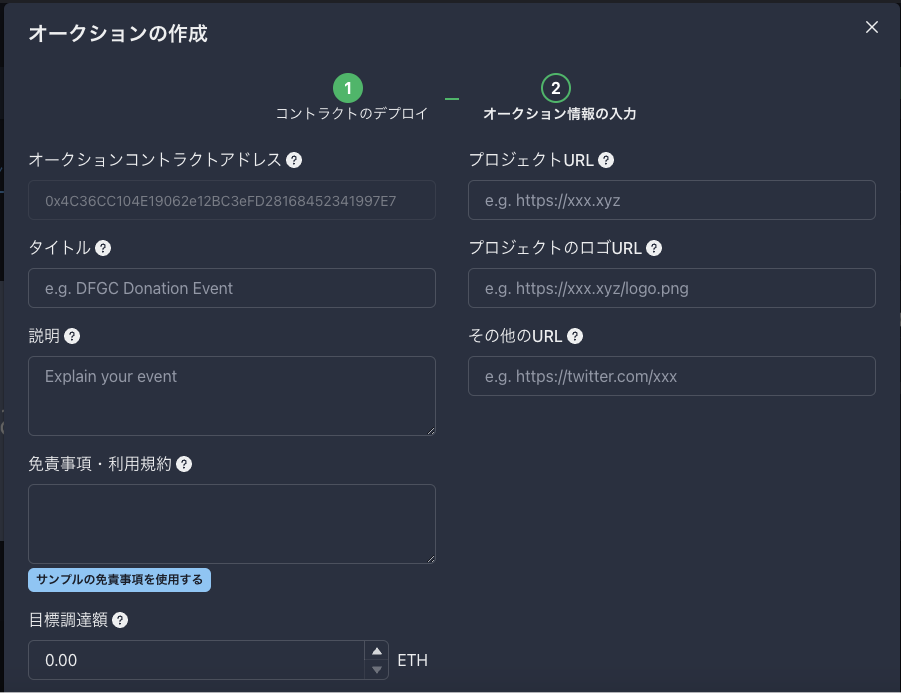 オークションの作成
1
コントラクトのデプロイ
2
オークション情報の入力
オークションコントラクトアドレス ?
0x4C36CC104E19062e12BC3eFD28168452341997E7
タイトル ?
e.g. DFGC Donation Event
説明 ?
Explain your event
免責事項・利用規約 ?
サンプルの免責事項を使用する
目標調達額 ?
0.00
ETH
プロジェクトURL ?
e.g. https://xxx.xyz
プロジェクトのロゴURL ?
e.g. https://xxx.xyz/logo.png
その他のURL ?
e.g. https://twitter.com/xxx